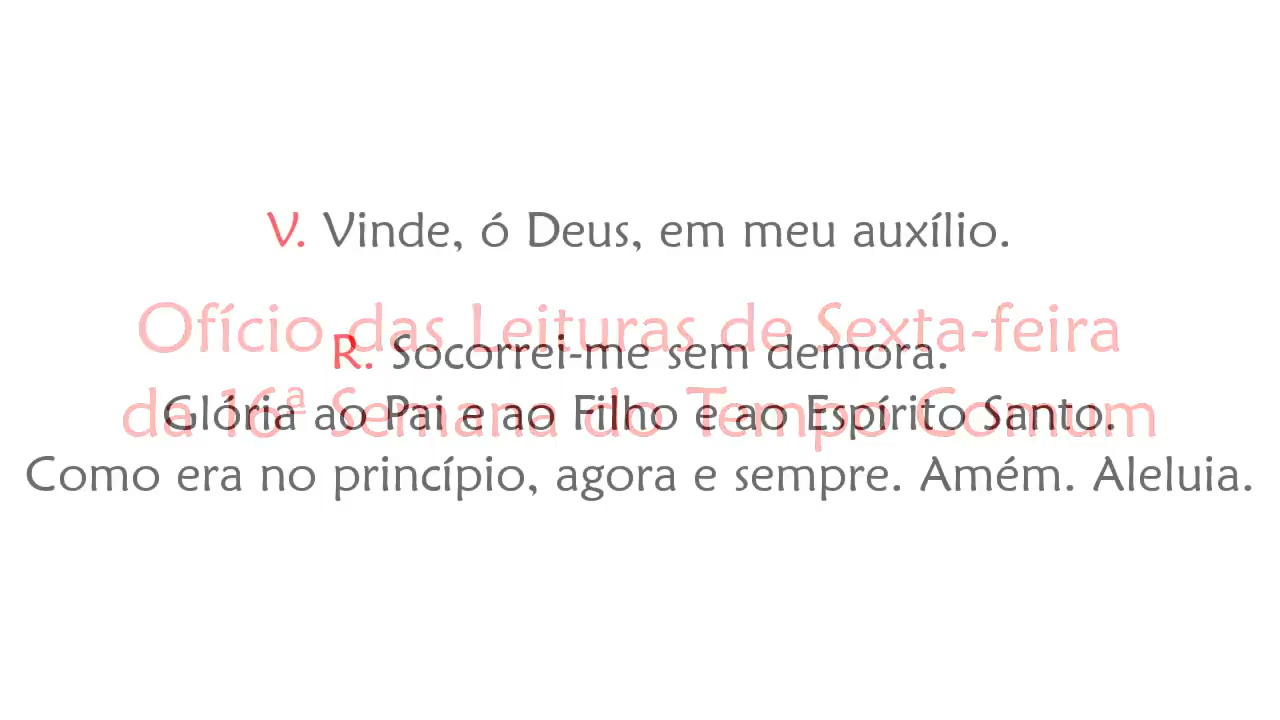 V. Vinde, ó Deus, em meu auxílio.
Ofício das Leituras de Sexta-feira
R. Socorrei-me sem demora.
da 16ª Semana do Tempo Comum
Glória ao Pai e ao Filho e ao Espírito Santo.
Como era no princípio, agora e sempre. Amém. Aleluia.